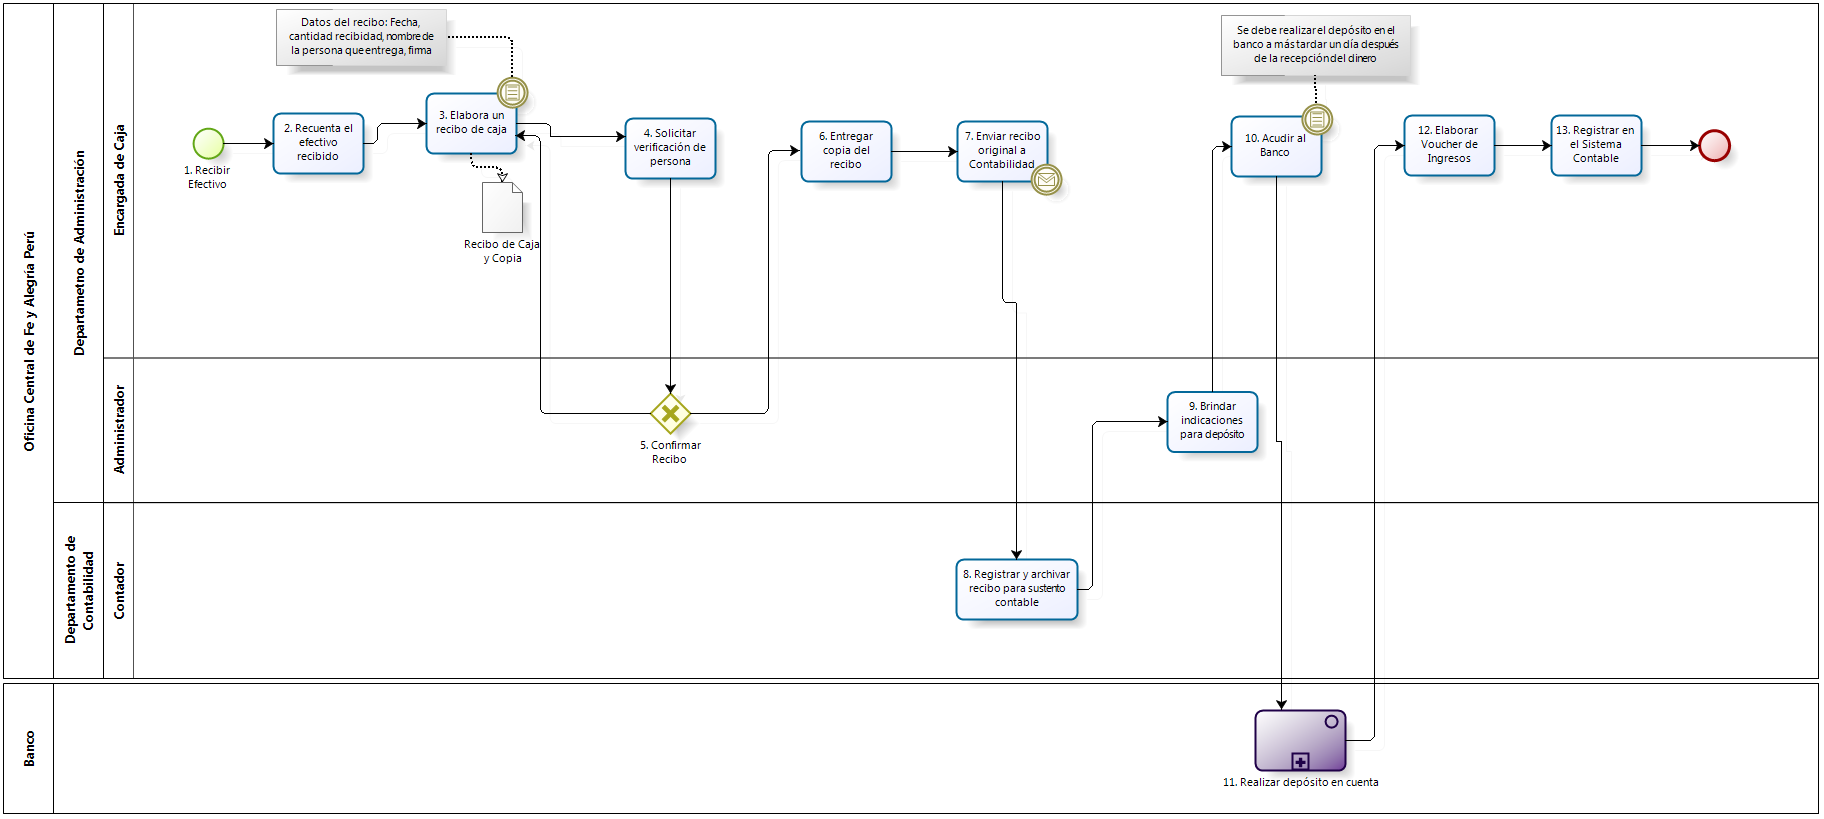 Oficina Central de Fe y Alegría Perú
Departametno de Administración
Encargada de Caja
Datos del recibo: Fecha,
cantidad recibidad, nombre de
la persona que entrega, firma
1. Recibir
Efectivo
2. Recuenta el
efectivo
recibido
3. Elabora un
recibo de caja
Recibo de Caja
y Copia
4. Solicitar
verificación de
persona
6. Entregar
copia del
recibo
7. Enviar recibo
original a
Contabilidad
Se debe realizar el depósito en el
banco a más tardar un día después
de la recepción del dinero
10. Acudir al
Banco
12. Elaborar
Voucher de
Ingresos
13. Registrar en
el Sistema
Contable
Administrador
5. Confirmar
Recibo
9. Brindar
indicaciones
para depósito
Departamento de
Contabilidad
Contador
8. Registrar y archivar
recibo para sustento
contable
Banco
11. Realizar depósito en cuenta